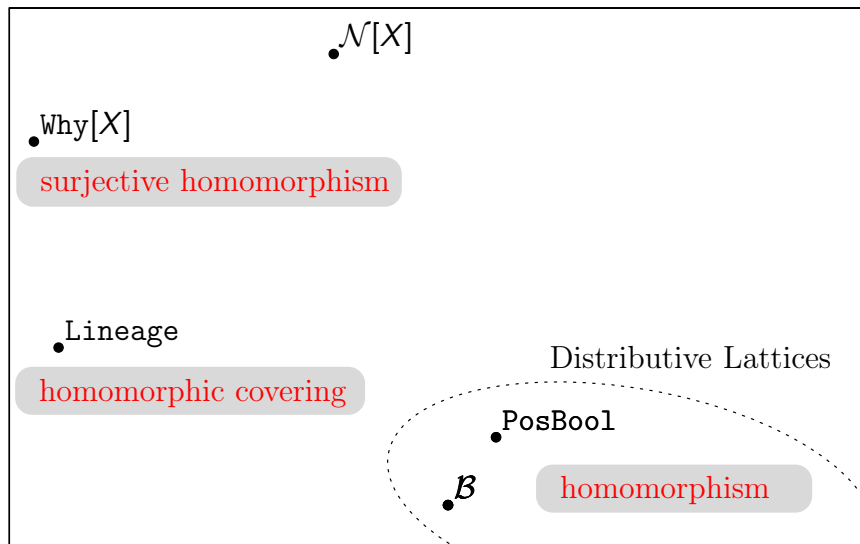 𝒩[X]
Why[X]
surjective homomorphism
Lineage
Distributive Lattices
homomorphic covering
PosBool
ℬ
homomorphism